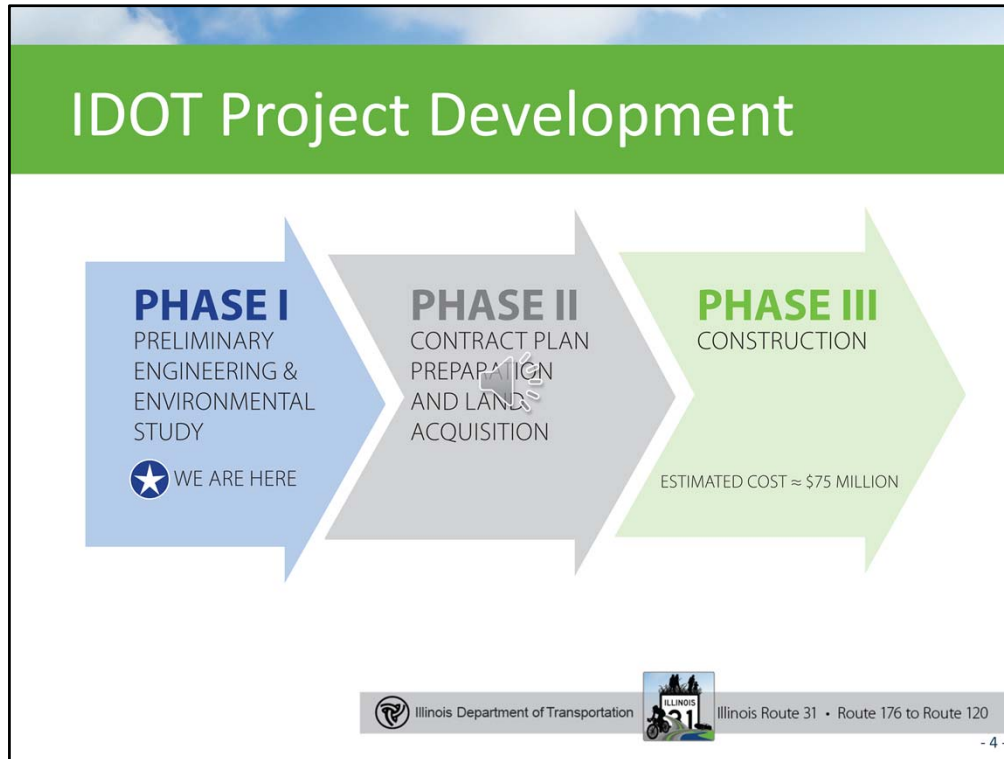 IDOT Project Development
PHASE I
PRELIMINARY
ENGINEERING &
ENVIRONMENTAL
STUDY
WE ARE HERE
PHASE II
CONTRACT PLAN
PREPARATION
AND LAND
ACQUISITION
PHASE III
CONSTRUCTION
ESTIMATED COST ≈ $75 MILLION
Illinois Department of Transportation
ILLINOIS
31
Illinois Route 31 • Route 176 to Route 120
- 4 -